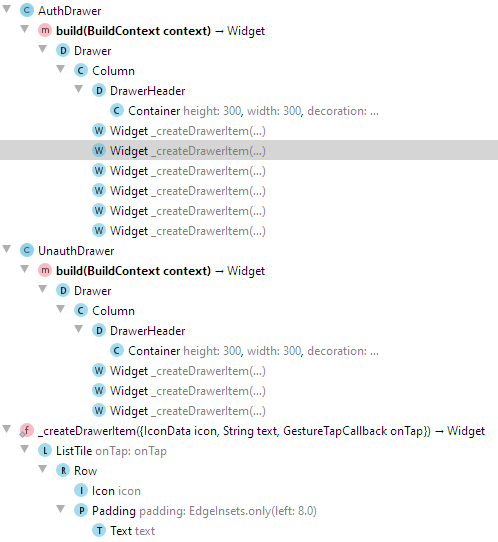 C AuthDrawer
m build(BuildContext context) → Widget
D Drawer
C Column
D DrawerHeader
C Container height: 300, width: 300, decoration: ...
W Widget _createDrawerItem(...)
W Widget _createDrawerItem(...)
W Widget _createDrawerItem(...)
W Widget _createDrawerItem(...)
W Widget _createDrawerItem(...)
W Widget _createDrawerItem(...)
C UnauthDrawer
m build(BuildContext context) → Widget
D Drawer
C Column
D DrawerHeader
C Container height: 300, width: 300, decoration: ...
W Widget _createDrawerItem(...)
W Widget _createDrawerItem(...)
W Widget _createDrawerItem(...)
f _createDrawerItem({IconData icon, String text, GestureTapCallback onTap}) → Widget
L ListTile onTap: onTap
R Row
I Icon icon
P Padding padding: EdgeInsets.only(left: 8.0)
T Text text